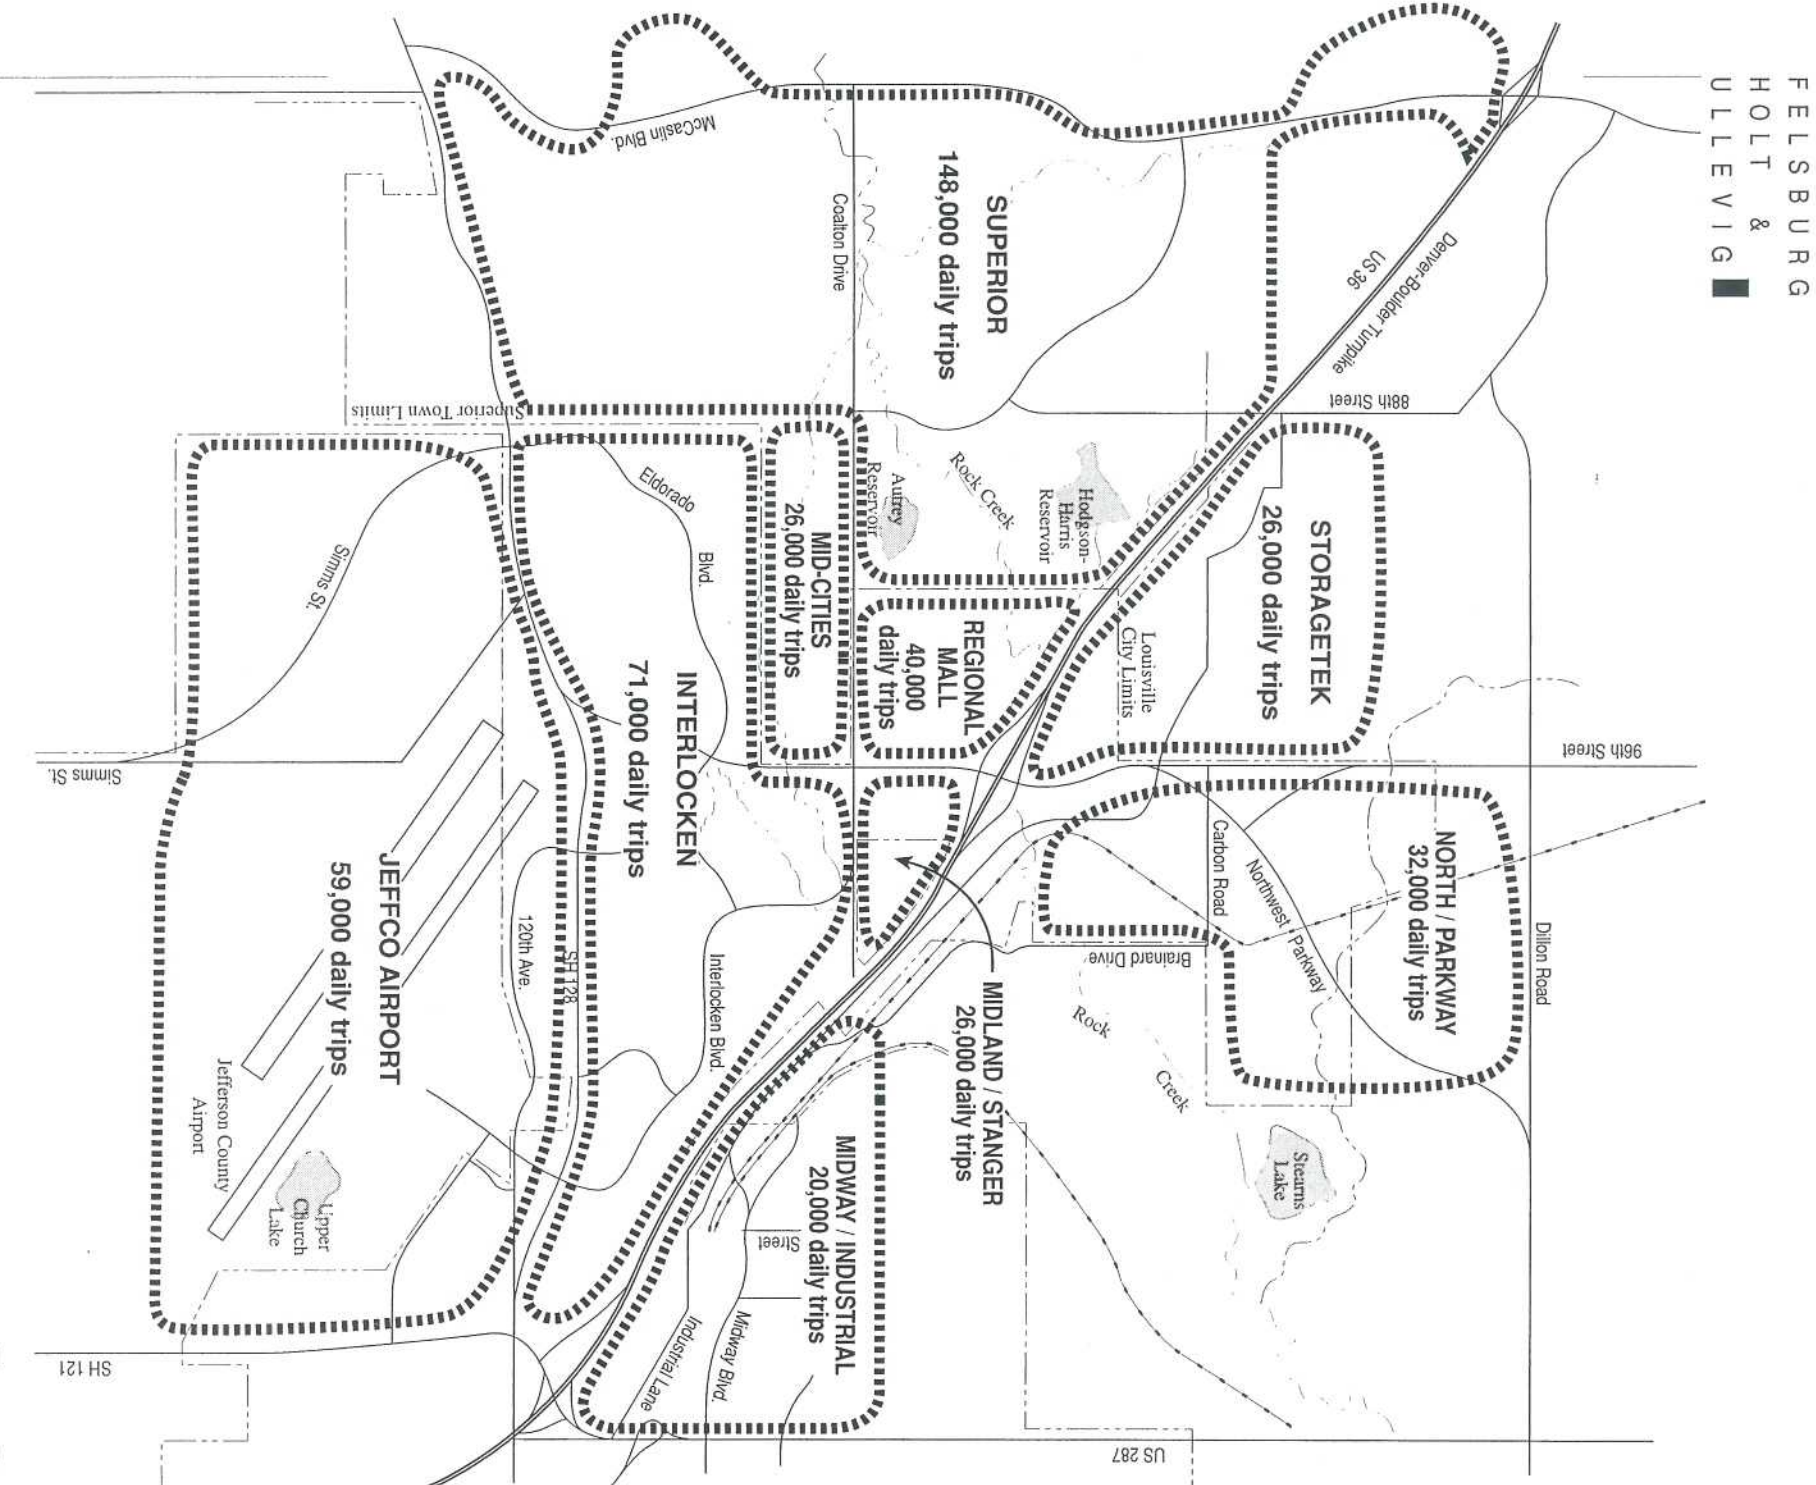 FELSBURG
HOLT &
ULLEVIG
McCaslin Blvd.
Coalton Drive
SUPERIOR
148,000 daily trips
US 36
Denver-Boulder Turnpike
88th Street
Superior Town Limits
Eldorado
Blvd.
Autrey
Reservoir
Rock Creek
Hodgson-
Harris
Reservoir
STORAGETEK
26,000 daily trips
MID-CITIES
26,000 daily trips
REGIONAL
MALL
40,000
daily trips
Louisville
City Limits
96th Street
Simms St.
Simms St.
INTERLOCKEN
71,000 daily trips
JEFFCO AIRPORT
59,000 daily trips
120th Ave.
SH 128
Interlocken Blvd.
Carbon Road
Northwest Parkway
NORTH / PARKWAY
32,000 daily trips
Dillon Road
Brainard Drive
Rock
Creek
MIDLAND / STANGER
26,000 daily trips
Stearns
Lake
Jefferson County
Airport
Upper
Church
Lake
MIDWAY / INDUSTRIAL
20,000 daily trips
Street
Industrial Lane
Midway Blvd.
SH 121
US 287